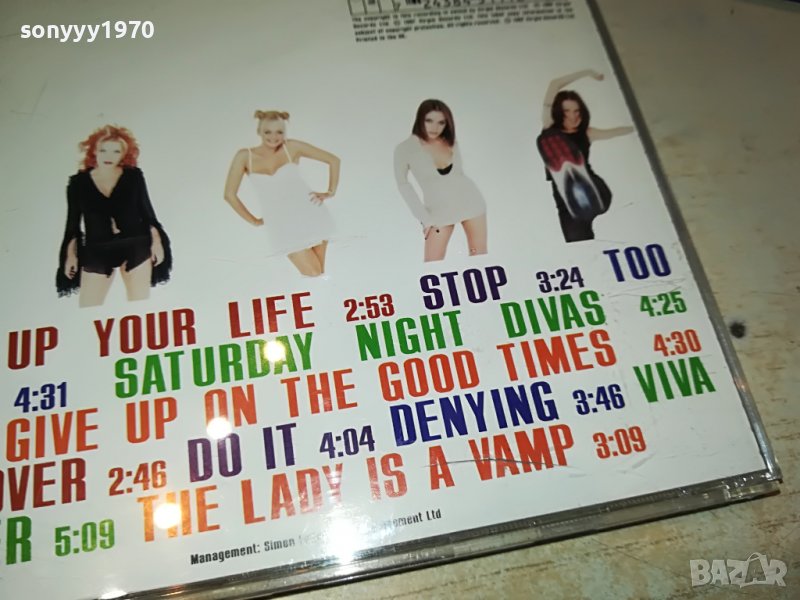 sonyyy1970
UP YOUR LIFE 2:53 STOP 3:24 TOO
4:31 SATURDAY NIGHT DIVAS 4:25
GIVE UP ON THE GOOD TIMES 4:30
OVER 2:46 DO IT 4:04 DENYING 3:46 VIVA
ER 5:09 THE LADY IS A VAMP 3:09
Management: Simon
Ltd
BAZAR